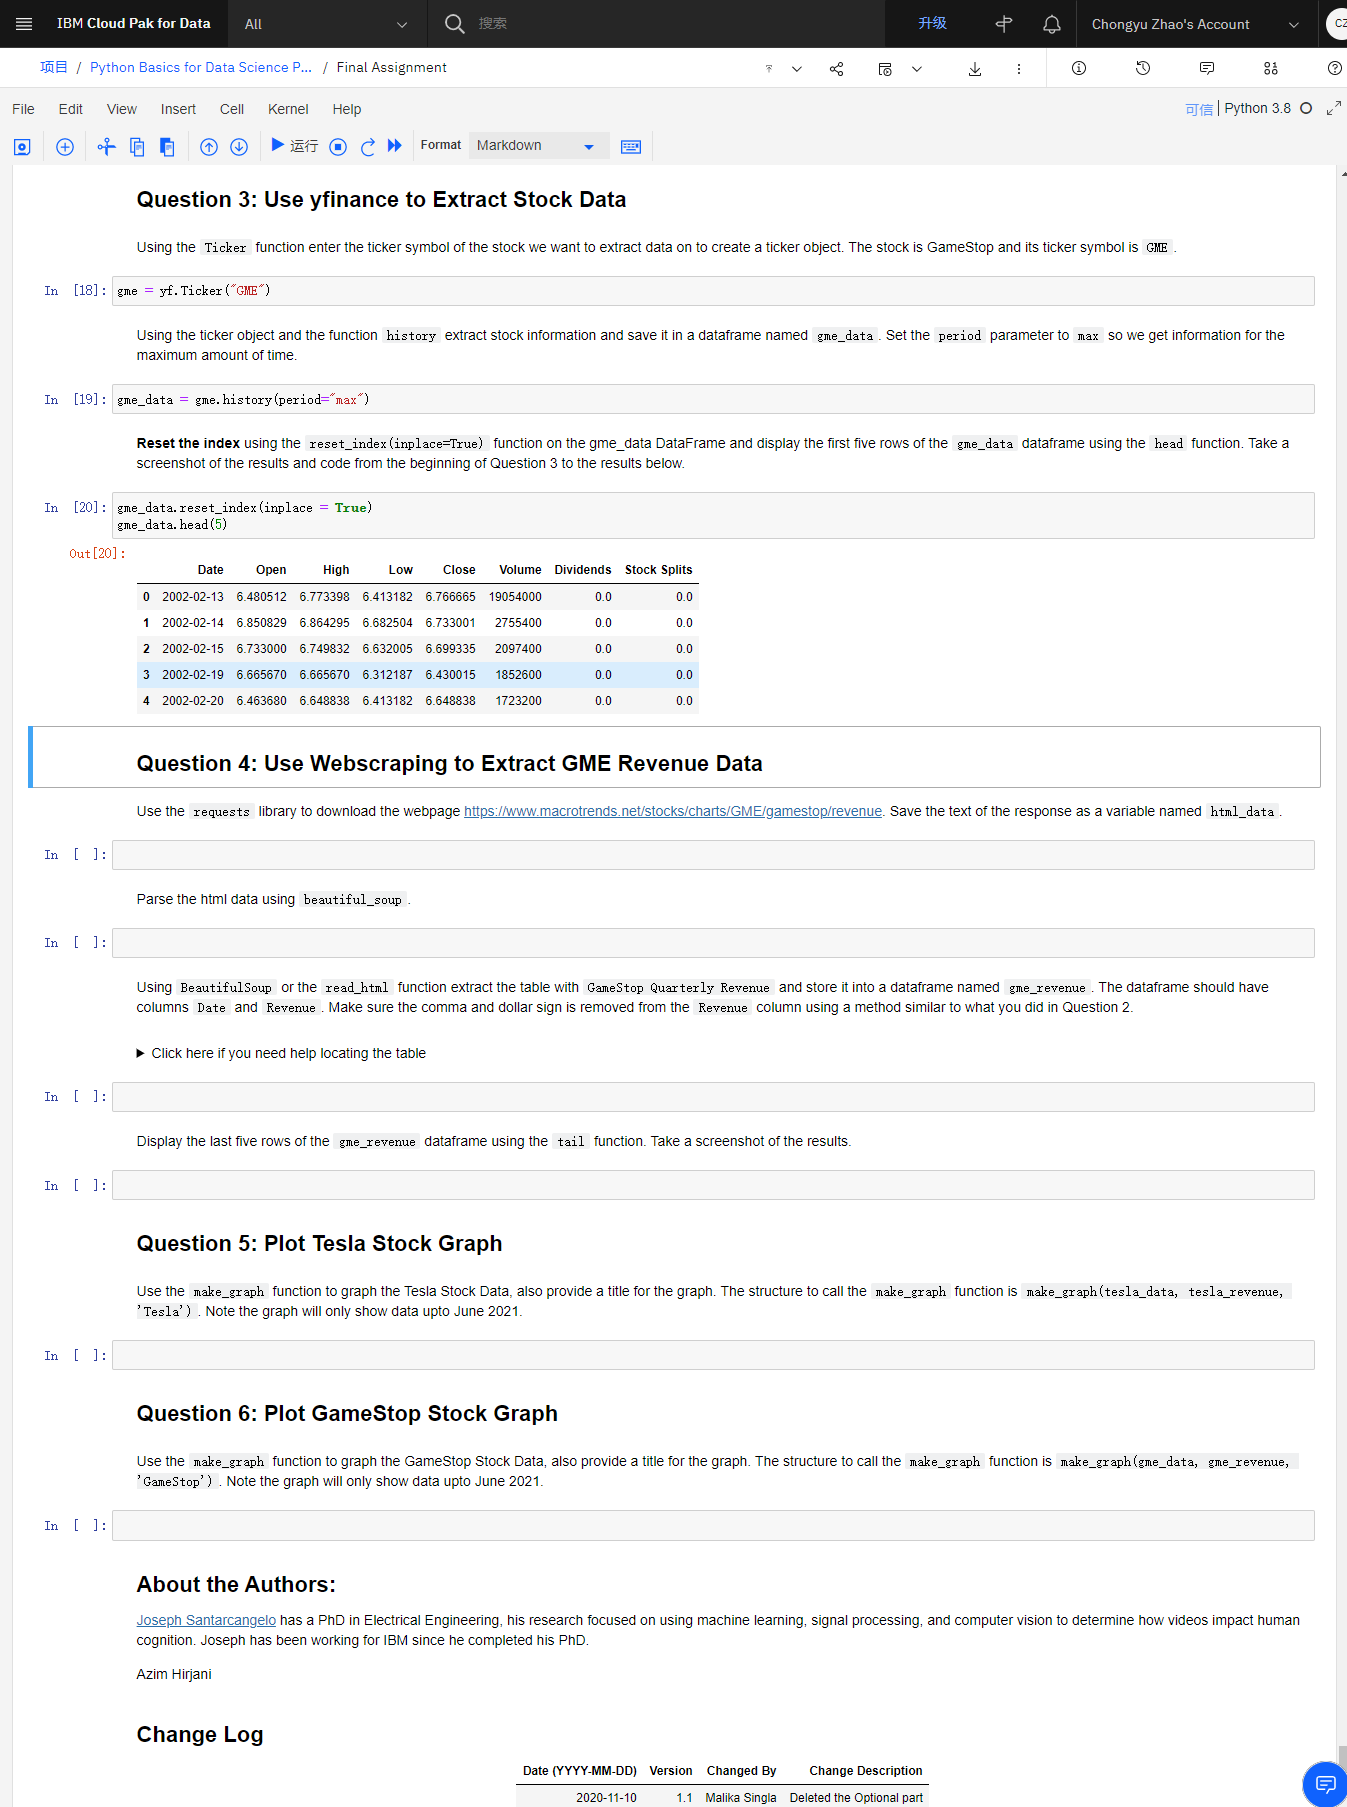 IBM Cloud Pak for Data All 搜索 升级 Chongyu Zhao's Account CZ
项目 / Python Basics for Data Science P... / Final Assignment
File Edit View Insert Cell Kernel Help 可信 Python 3.8
运行 Format Markdown
Question 3: Use yfinance to Extract Stock Data
Using the Ticker function enter the ticker symbol of the stock we want to extract data on to create a ticker object. The stock is GameStop and its ticker symbol is GME .
In [18]: gme = yf.Ticker("GME")
Using the ticker object and the function history extract stock information and save it in a dataframe named gme_data . Set the period parameter to max so we get information for the
maximum amount of time.
In [19]: gme_data = gme.history(period="max")
Reset the index using the reset_index(inplace=True) function on the gme_data DataFrame and display the first five rows of the gme_data dataframe using the head function. Take a
screenshot of the results and code from the beginning of Question 3 to the results below.
In [20]: gme_data.reset_index(inplace = True)
gme_data.head(5)
Out[20]:
Date Open High Low Close Volume Dividends Stock Splits
0 2002-02-13 6.480512 6.773398 6.413182 6.766665 19054000 0.0 0.0
1 2002-02-14 6.850829 6.864295 6.682504 6.733001 2755400 0.0 0.0
2 2002-02-15 6.733000 6.749832 6.632005 6.699335 2097400 0.0 0.0
3 2002-02-19 6.665670 6.665670 6.312187 6.430015 1852600 0.0 0.0
4 2002-02-20 6.463680 6.648838 6.413182 6.648838 1723200 0.0 0.0
Question 4: Use Webscraping to Extract GME Revenue Data
Use the requests library to download the webpage https://www.macrotrends.net/stocks/charts/GME/gamestop/revenue. Save the text of the response as a variable named html_data .
In [ ]:
Parse the html data using beautiful_soup .
In [ ]:
Using BeautifulSoup or the read_html function extract the table with GameStop Quarterly Revenue and store it into a dataframe named gme_revenue . The dataframe should have
columns Date and Revenue . Make sure the comma and dollar sign is removed from the Revenue column using a method similar to what you did in Question 2.
Click here if you need help locating the table
In [ ]:
Display the last five rows of the gme_revenue dataframe using the tail function. Take a screenshot of the results.
In [ ]:
Question 5: Plot Tesla Stock Graph
Use the make_graph function to graph the Tesla Stock Data, also provide a title for the graph. The structure to call the make_graph function is make_graph(tesla_data, tesla_revenue,
'Tesla') . Note the graph will only show data upto June 2021.
In [ ]:
Question 6: Plot GameStop Stock Graph
Use the make_graph function to graph the GameStop Stock Data, also provide a title for the graph. The structure to call the make_graph function is make_graph(gme_data, gme_revenue,
'GameStop') . Note the graph will only show data upto June 2021.
In [ ]:
About the Authors:
Joseph Santarcangelo has a PhD in Electrical Engineering, his research focused on using machine learning, signal processing, and computer vision to determine how videos impact human
cognition. Joseph has been working for IBM since he completed his PhD.
Azim Hirjani
Change Log
Date (YYYY-MM-DD) Version Changed By Change Description
2020-11-10 1.1 Malika Singla Deleted the Optional part